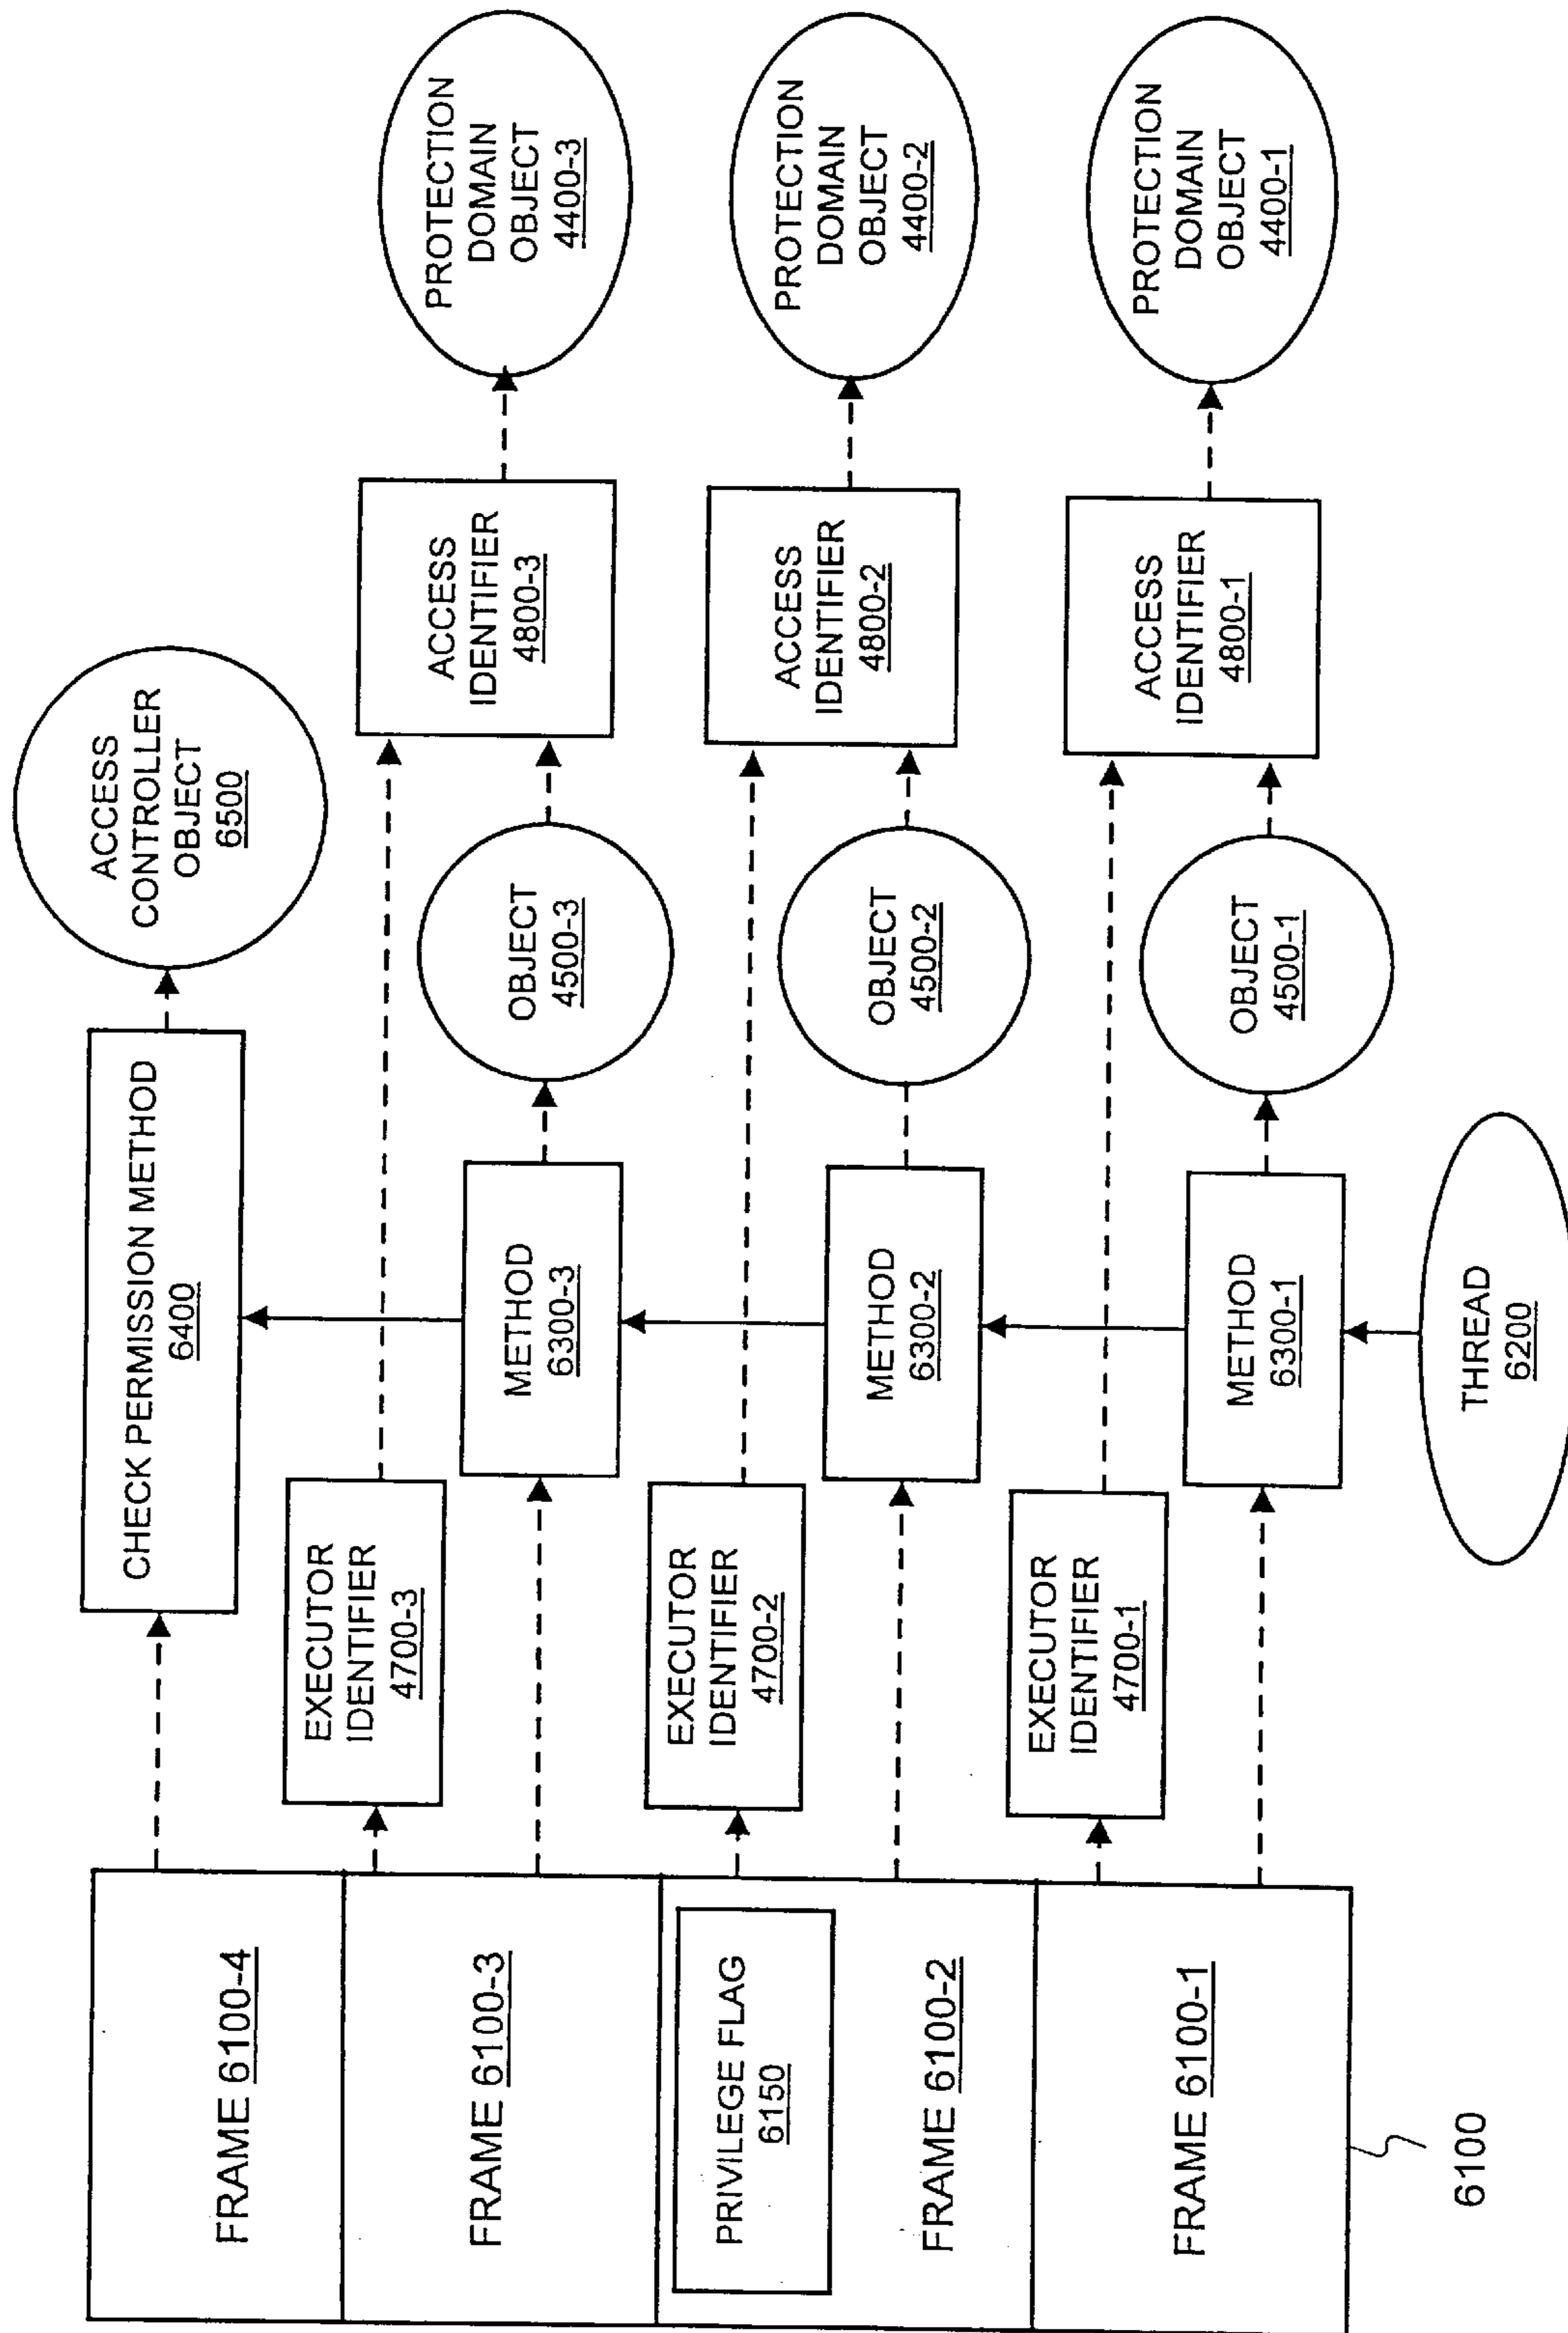 FRAME 6100-4
CHECK PERMISSION METHOD
6400
ACCESS
CONTROLLER
OBJECT
6500
FRAME 6100-3
EXECUTOR
IDENTIFIER
4700-3
METHOD
6300-3
OBJECT
4500-3
ACCESS
IDENTIFIER
4800-3
PROTECTION
DOMAIN
OBJECT
4400-3
PRIVILEGE FLAG
6150
FRAME 6100-2
EXECUTOR
IDENTIFIER
4700-2
METHOD
6300-2
OBJECT
4500-2
ACCESS
IDENTIFIER
4800-2
PROTECTION
DOMAIN
OBJECT
4400-2
FRAME 6100-1
EXECUTOR
IDENTIFIER
4700-1
METHOD
6300-1
OBJECT
4500-1
ACCESS
IDENTIFIER
4800-1
PROTECTION
DOMAIN
OBJECT
4400-1
THREAD
6200
6100